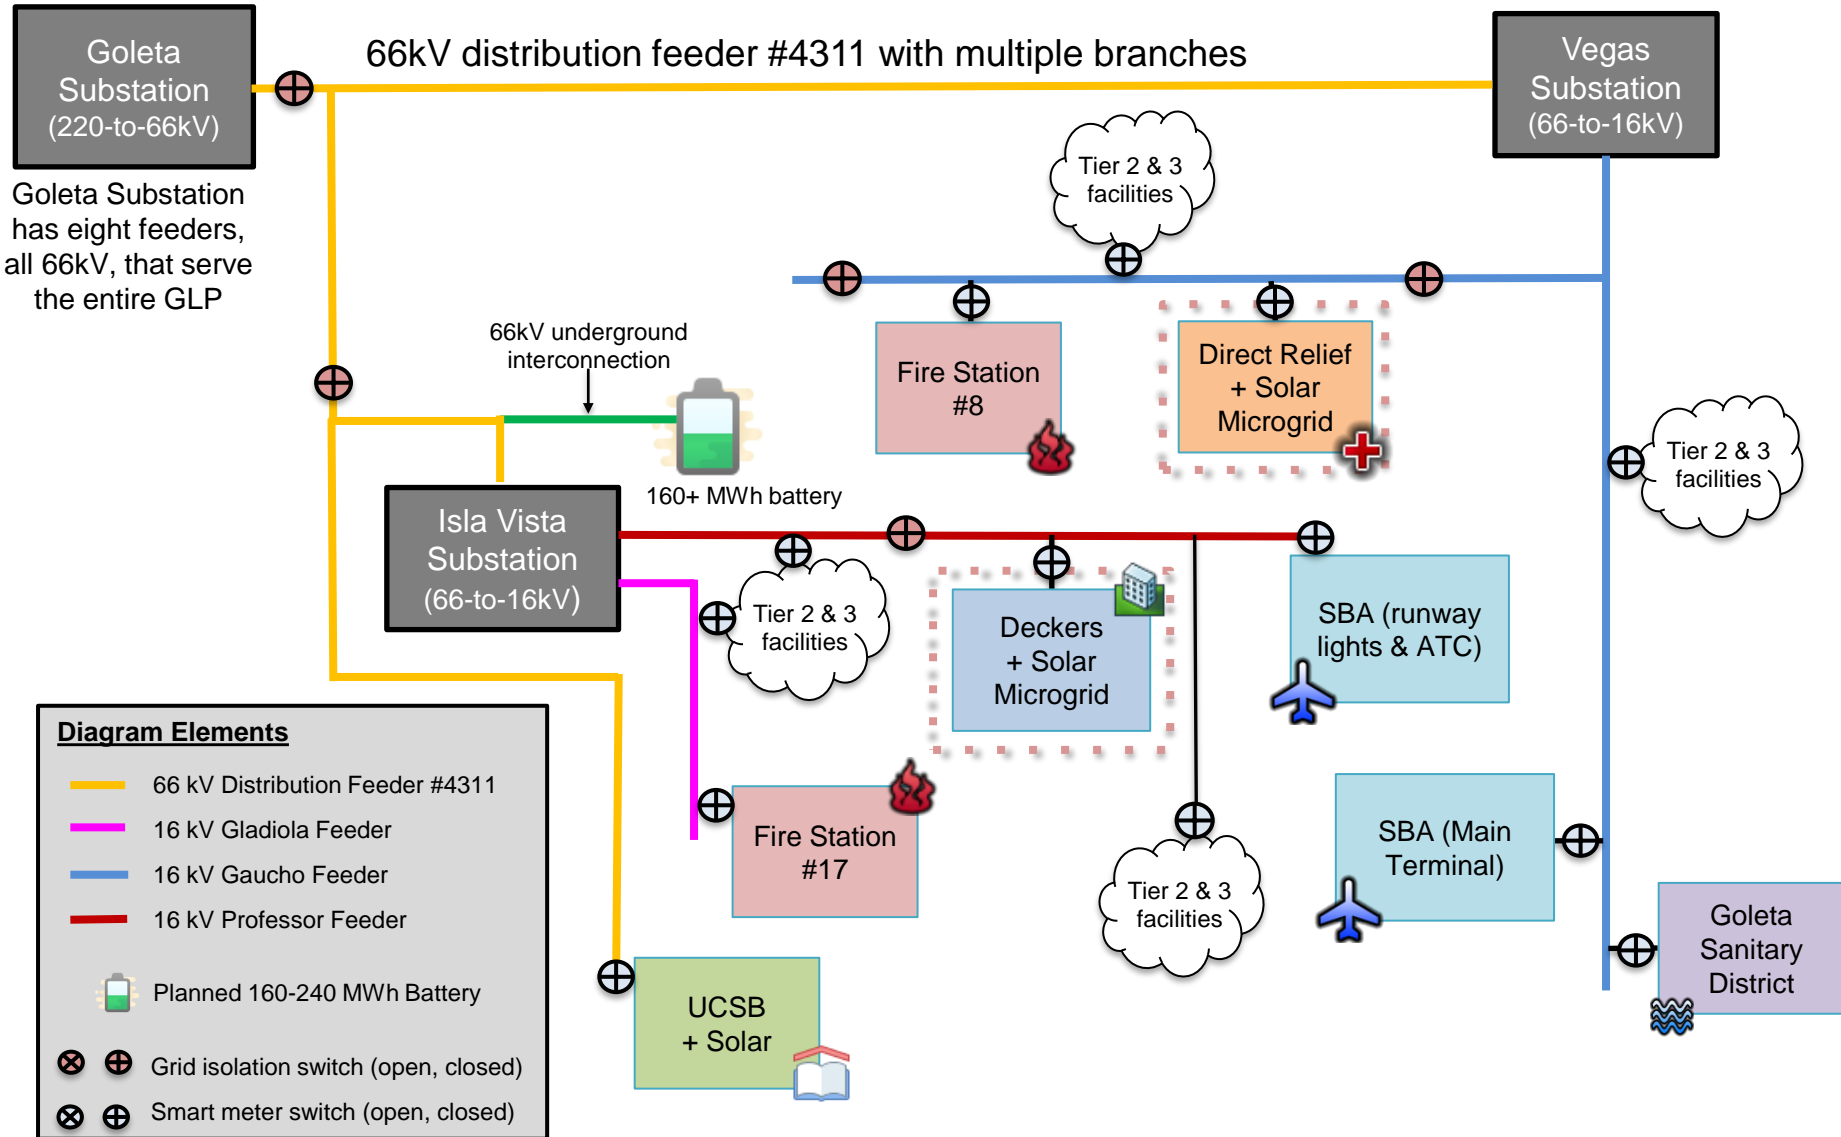 Goleta
Substation
(220-to-66kV)
66kV distribution feeder #4311 with multiple branches
Vegas
Substation
(66-to-16kV)
Goleta Substation
has eight feeders,
all 66kV, that serve
the entire GLP
Tier 2 & 3
facilities
66kV underground
interconnection
160+ MWh battery
Fire Station
#8
Direct Relief
+ Solar
Microgrid
Tier 2 & 3
facilities
Isla Vista
Substation
(66-to-16kV)
Tier 2 & 3
facilities
Deckers
+ Solar
Microgrid
SBA (runway
lights & ATC)
Fire Station
#17
Tier 2 & 3
facilities
SBA (Main
Terminal)
Goleta
Sanitary
District
UCSB
+ Solar
Diagram Elements
66 kV Distribution Feeder #4311
16 kV Gladiola Feeder
16 kV Gaucho Feeder
16 kV Professor Feeder
Planned 160-240 MWh Battery
Grid isolation switch (open, closed)
Smart meter switch (open, closed)